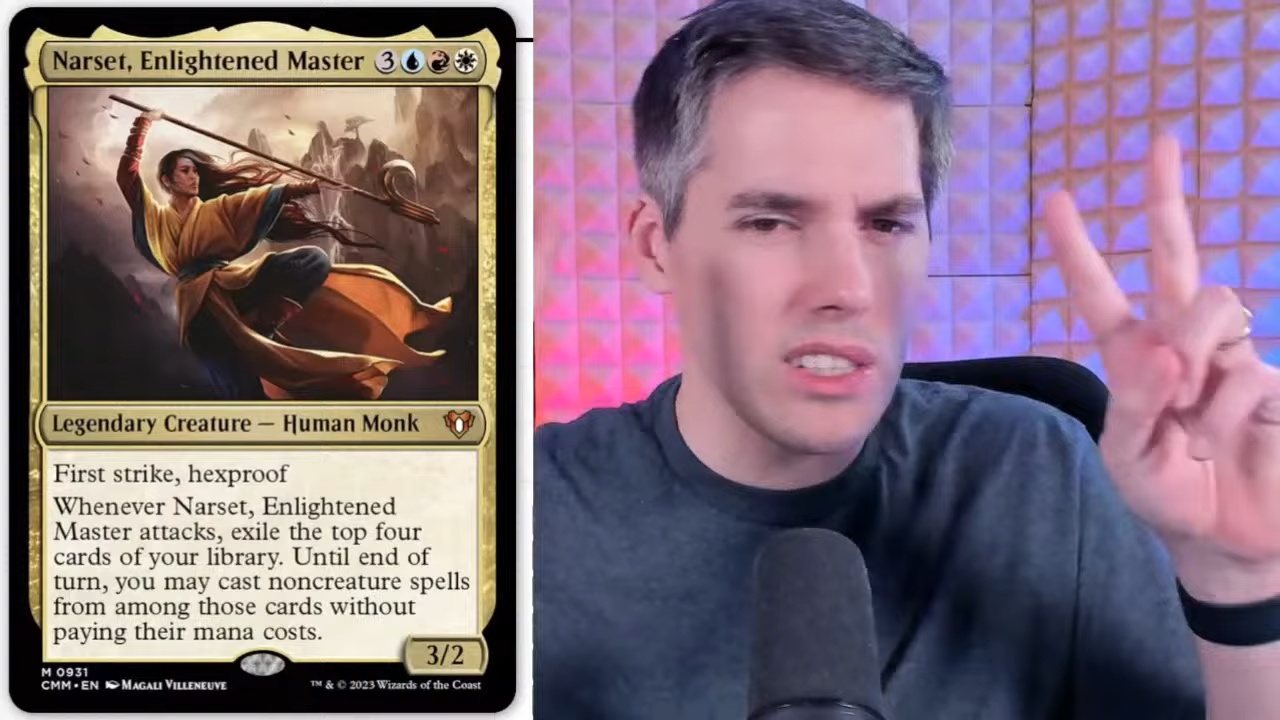 Narset, Enlightened Master 3
Legendary Creature — Human Monk
First strike, hexproof
Whenever Narset, Enlightened
Master attacks, exile the top four
cards of your library. Until end of
turn, you may cast noncreature spells
from among those cards without
paying their mana costs.
3/2
M 0931
CMM • EN Magali Villeneuve
™ & © 2023 Wizards of the Coast